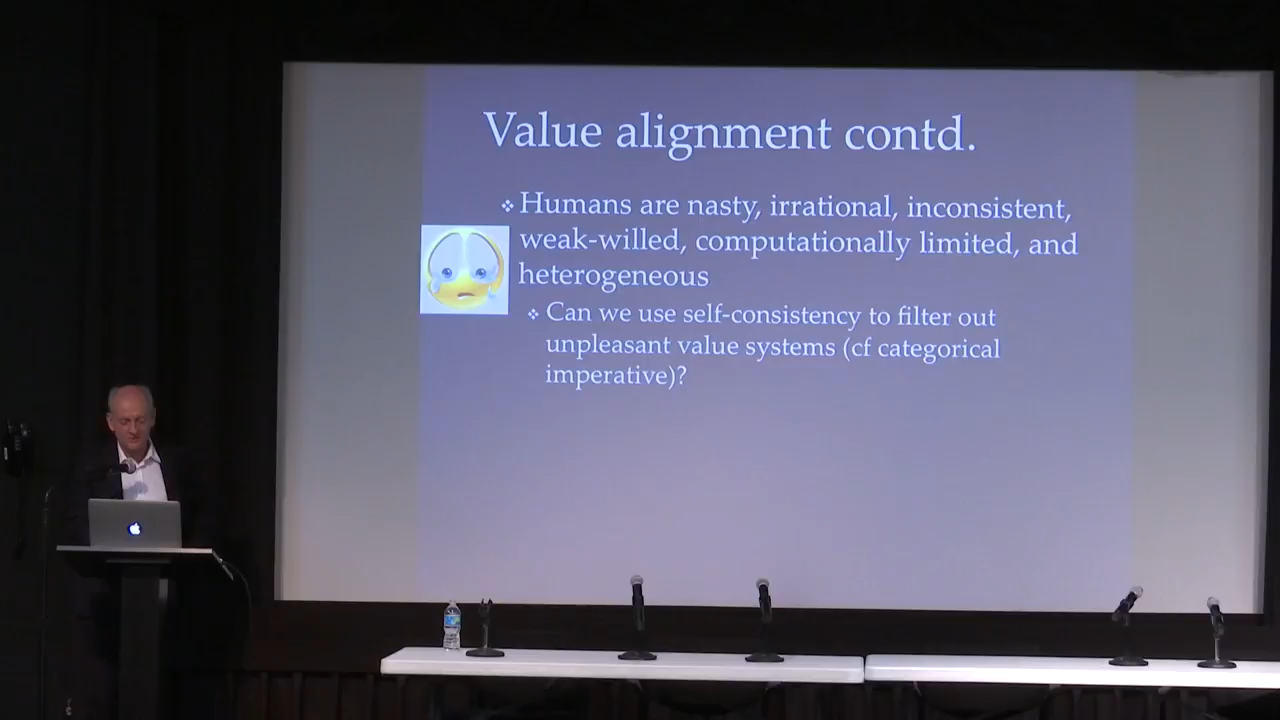 Value alignment contd.
❖ Humans are nasty, irrational, inconsistent,
weak-willed, computationally limited, and
heterogeneous
❖ Can we use self-consistency to filter out
unpleasant value systems (cf categorical
imperative)?